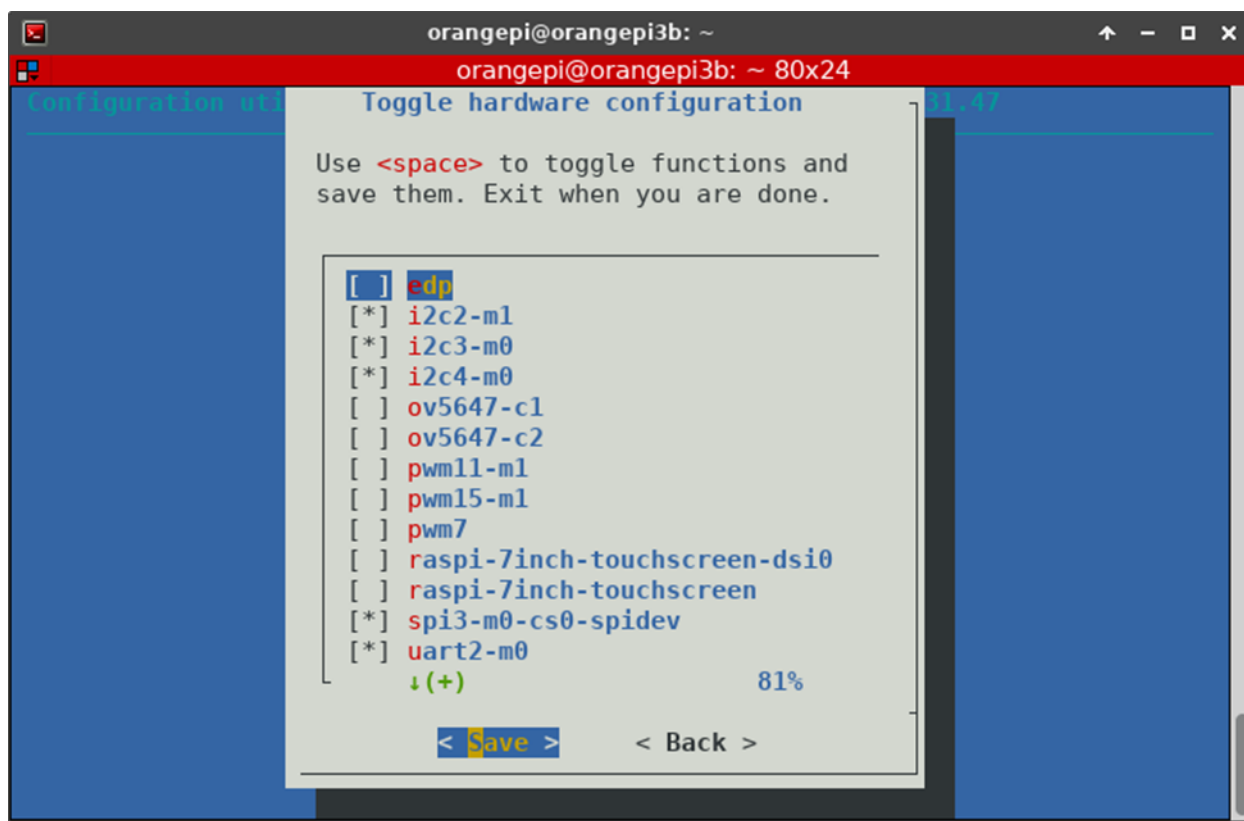 orangepi@orangepi3b: ~
orangepi@orangepi3b: ~ 80x24
Configuration uti Toggle hardware configuration 31.47
Use <space> to toggle functions and
save them. Exit when you are done.
[ ] edp
[*] i2c2-m1
[*] i2c3-m0
[*] i2c4-m0
[ ] ov5647-c1
[ ] ov5647-c2
[ ] pwm11-m1
[ ] pwm15-m1
[ ] pwm7
[ ] raspi-7inch-touchscreen-dsi0
[ ] raspi-7inch-touchscreen
[*] spi3-m0-cs0-spidev
[*] uart2-m0
↓(+) 81%
< Save > < Back >